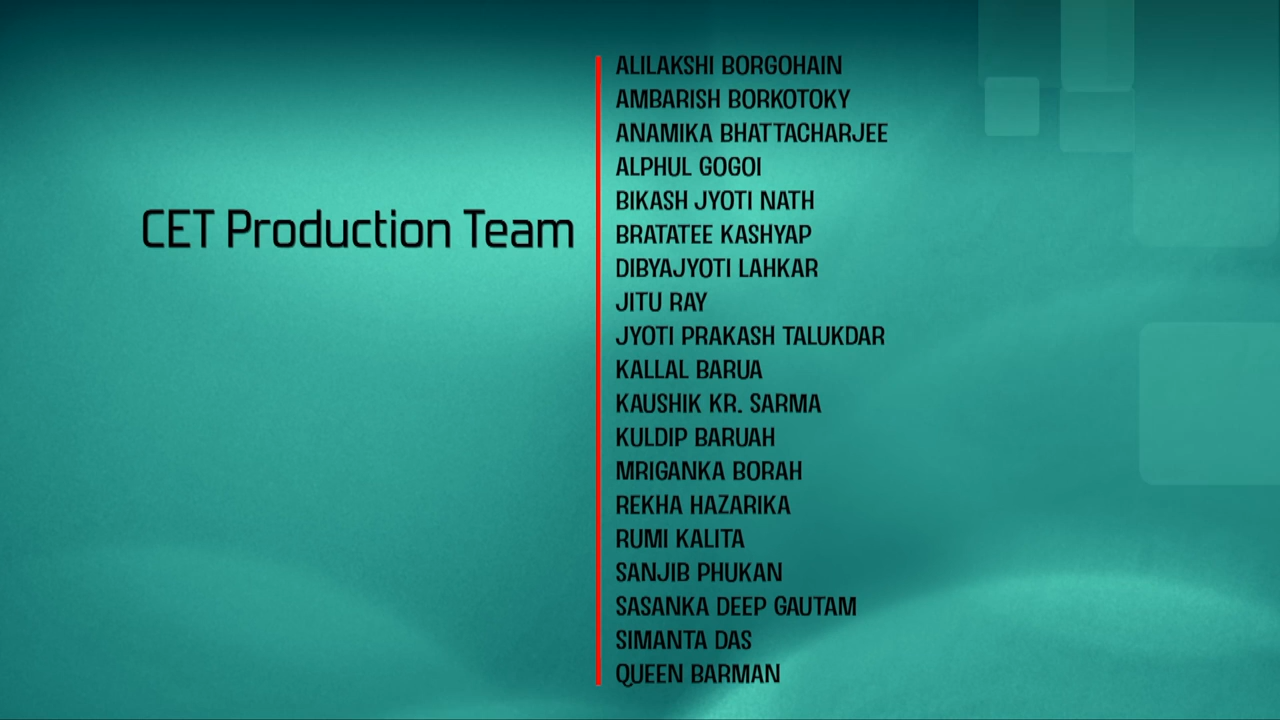 CET Production Team
ALILAKSHI BORGOHAIN
AMBARISH BORKOTOKY
ANAMIKA BHATTACHARJEE
ALPHUL GOGOI
BIKASH JYOTI NATH
BRATATEE KASHYAP
DIBYAJYOTI LAHKAR
JITU RAY
JYOTI PRAKASH TALUKDAR
KALLAL BARUA
KAUSHIK KR. SARMA
KULDIP BARUAH
MRIGANKA BORAH
REKHA HAZARIKA
RUMI KALITA
SANJIB PHUKAN
SASANKA DEEP GAUTAM
SIMANTA DAS
QUEEN BARMAN